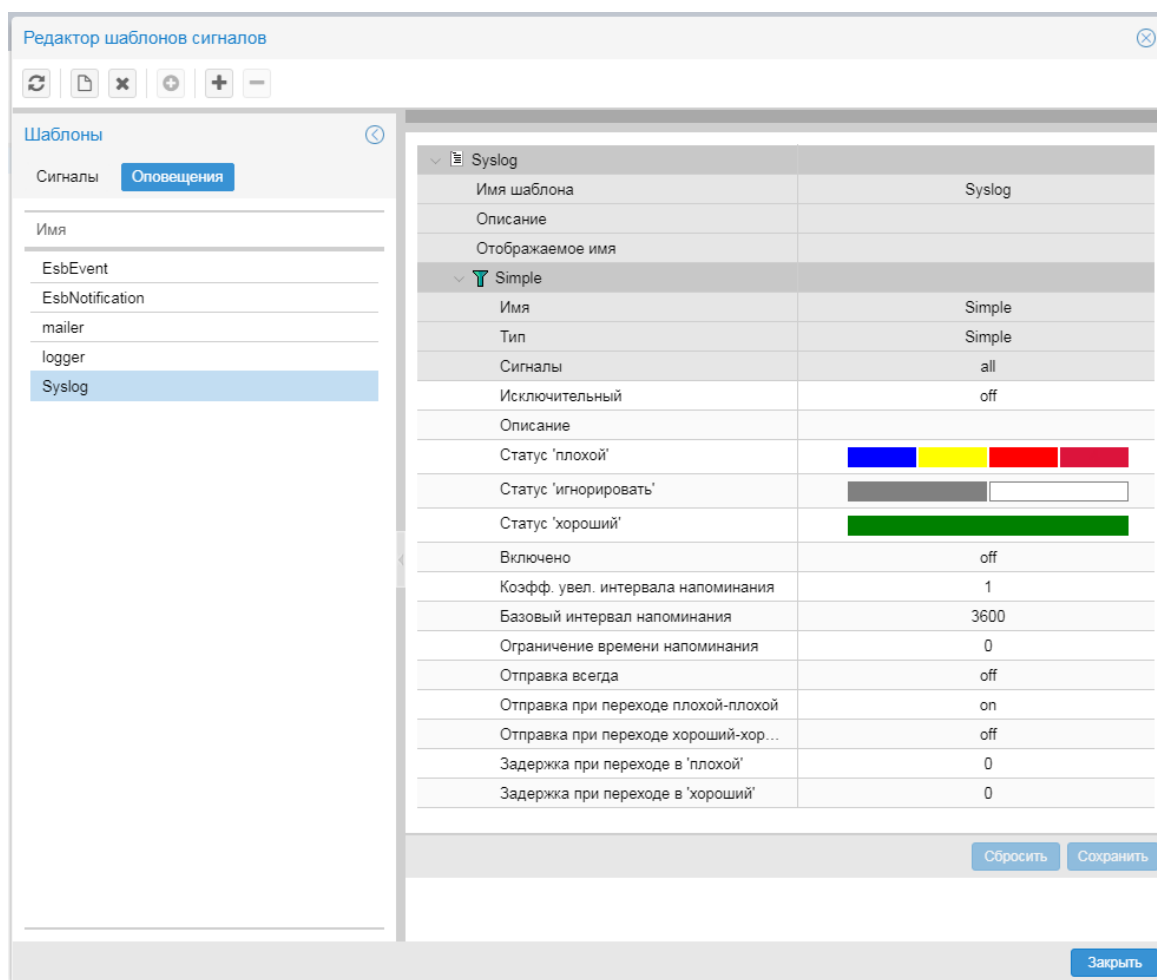 Редактор шаблонов сигналов
Шаблоны
Сигналы Оповещения
Имя
EsbEvent
EsbNotification
mailer
logger
Syslog
Syslog
Имя шаблона Syslog
Описание
Отображаемое имя
Simple
Имя Simple
Тип Simple
Сигналы all
Исключительный off
Описание
Статус 'плохой'
Статус 'игнорировать'
Статус 'хороший'
Включено off
Коэфф. увел. интервала напоминания 1
Базовый интервал напоминания 3600
Ограничение времени напоминания 0
Отправка всегда off
Отправка при переходе плохой-плохой on
Отправка при переходе хороший-хор... off
Задержка при переходе в 'плохой' 0
Задержка при переходе в 'хороший' 0
Сбросить Сохранить
Закрыть